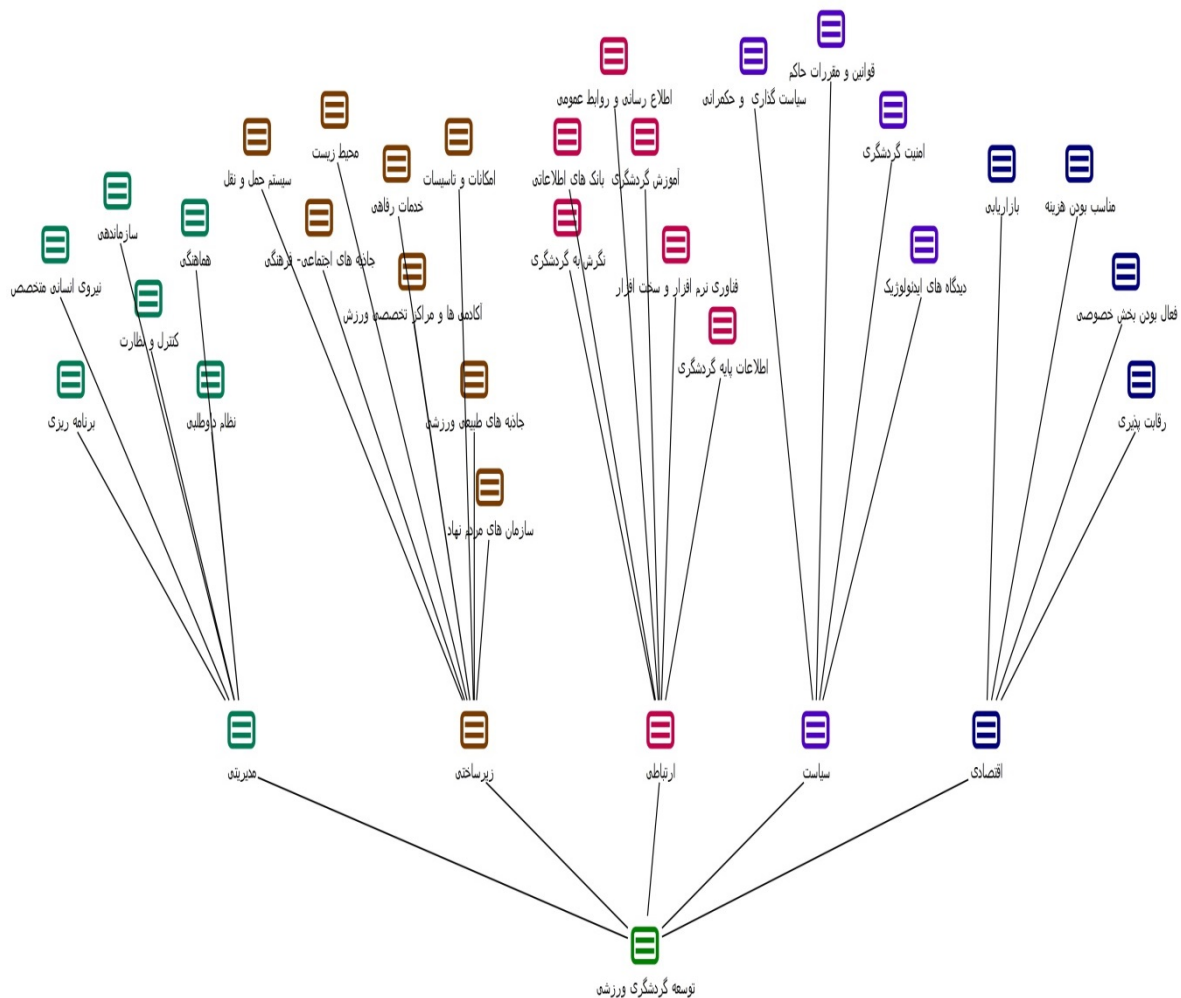 قوانین و مقررات حاکم
سیاست گذاری و حکمرانی
اطلاع رسانی و روابط عمومی
امنیت گردشگری
محیط زیست
مناسب بودن هزینه
بازاریابی
آموزش گردشگری
بانک های اطلاعاتی
امکانات و تاسیسات
خدمات رفاهی
سیستم حمل و نقل
سازماندهی
دیدگاه های ایدئولوژیک
فناوری نرم افزار و سخت افزار
نگرش به گردشگری
جاذبه های اجتماعی- فرهنگی
هماهنگی
نیروی انسانی متخصص
فعال بودن بخش خصوصی
آکادمی ها و مراکز تخصصی ورزش
کنترل و نظارت
اطلاعات پایه گردشگری
رقابت پذیری
جاذبه های طبیعی ورزشی
نظام داوطلبی
برنامه ریزی
سازمان های مردم نهاد
اقتصادی
سیاست
ارتباطی
زیرساختی
مدیریتی
توسعه گردشگری ورزشی